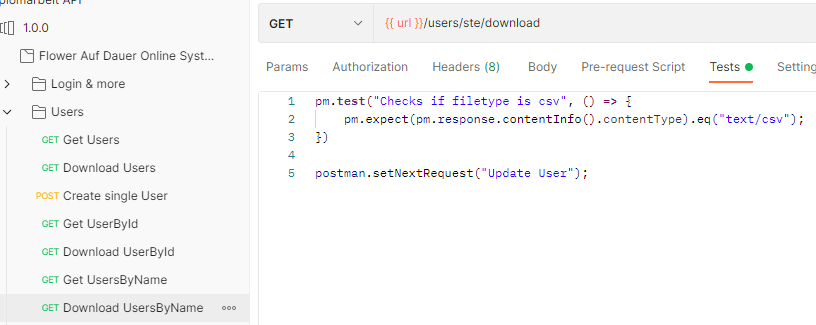 1.0.0
Flower Auf Dauer Online Syst...
Login & more
Users
GET Get Users
GET Download Users
POST Create single User
GET Get UserById
GET Download UserById
GET Get UsersByName
GET Download UsersByName
GET
{{ url }}/users/ste/download
Params Authorization Headers (8) Body Pre-request Script Tests Setting
1 pm.test("Checks if filetype is csv", () => {
2 pm.expect(pm.response.contentInfo().contentType).eq("text/csv");
3 })
4
5 postman.setNextRequest("Update User");